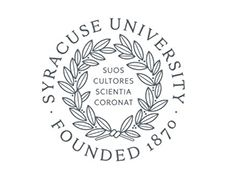 SYRACUSE UNIVERSITY
SUOS
CULTORES
SCIENTIA
CORONAT
FOUNDED 1870